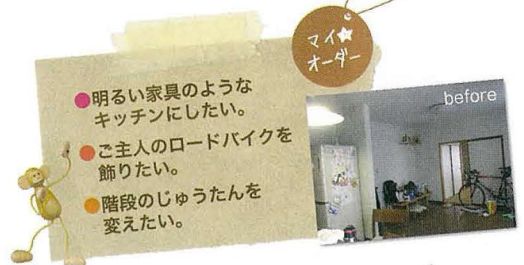 マイ★
オーダー
●明るい家具のような
キッチンにしたい。
●ご主人のロードバイクを
飾りたい。
●階段のじゅうたんを
変えたい。
before